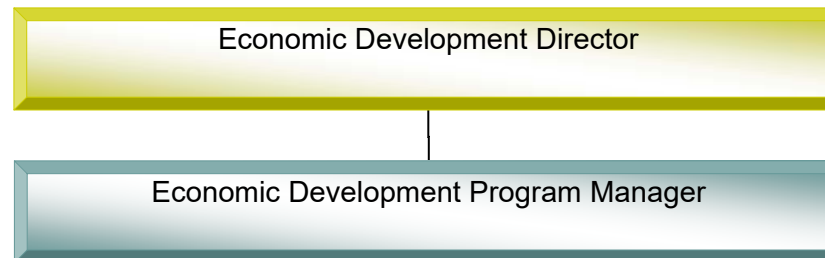 Economic Development Director
Economic Development Program Manager